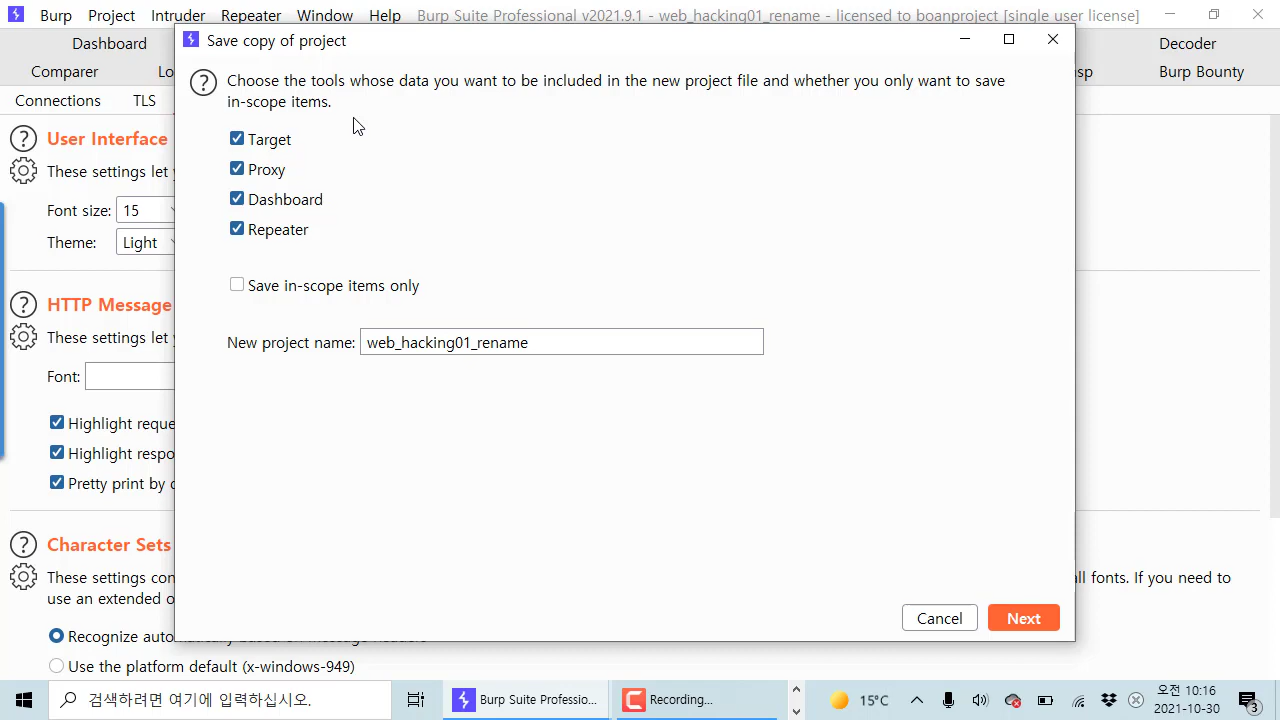 Burp Project Intruder Repeater Window Help Burp Suite Professional v2021.9.1 - web_hacking01_rename - licensed to boanproject [single user license]
Dashboard
Decoder
Save copy of project
Comparer
Burp Bounty
Connections TLS
Choose the tools whose data you want to be included in the new project file and whether you only want to save
in-scope items.
Target
Proxy
Dashboard
Repeater
Save in-scope items only
New project name: web_hacking01_rename
Cancel Next
User Interface
These settings let
Font size: 15
Theme: Light
HTTP Message
These settings let
Font:
Highlight reque
Highlight respo
Pretty print by
Character Sets
These settings con
all fonts. If you need to
use an extended
Recognize
Use the platform default (x-windows-949)
검색하려면 여기에 입력하십시오.
Burp Suite Professio...
Recording...
15°C
오전 10:16
2021-10-30
3